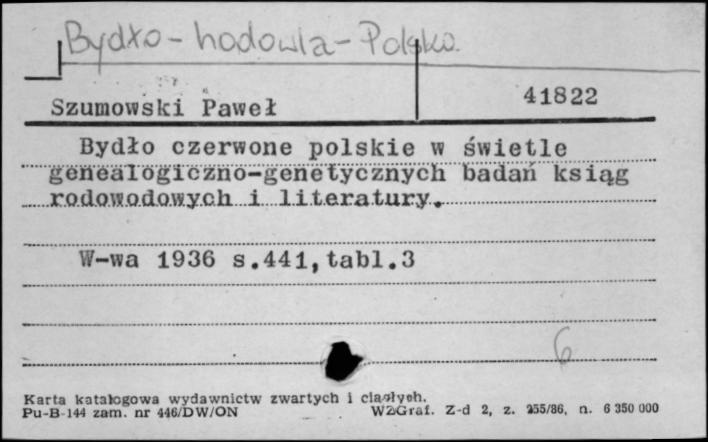 Bydło - hodowla - Polska.
Szumowski Paweł 41822
Bydło czerwone polskie w świetle
genealogiczno-genetycznych badań ksiąg
rodowodowych i literatury.
W-wa 1936 s.441,tabl.3
6
Karta katalogowa wydawnictw zwartych i ciągłych.
Pu-B-144 zam. nr 446/DW/ON WZGraf. Z-d 2, z. 255/86, n. 6 350 000